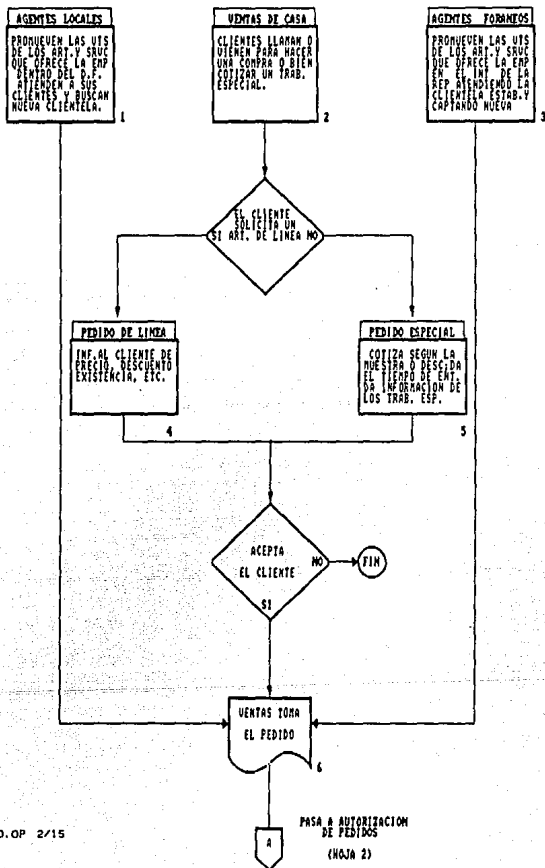 AGENTES LOCALES
PROMUEVEN LAS VTS
DE LOS ART.Y SRVC
QUE OFRECE LA EMP
DENTRO DEL D.F.
ATIENDEN A SUS
CLIENTES Y BUSCAN
NUEVA CLIENTELA.
1
VENTAS DE CASA
CLIENTES LLAMAN O
VIENEN PARA HACER
UNA COMPRA O BIEN
COTIZAR UN TRAB.
ESPECIAL.
2
AGENTES FORANEOS
PROMUEVEN LAS VTS
DE LOS ART.Y SRVC
QUE OFRECE LA EMP
EN EL INT. DE LA
REP ATENDIENDO LA
CLIENTELA ESTAB.Y
CAPTANDO NUEVA
3
EL CLIENTE
SOLICITA UN
SI ART. DE LINEA NO
PEDIDO DE LINEA
INF.AL CLIENTE DE
PRECIO, DESCUENTO
EXISTENCIA, ETC.
4
PEDIDO ESPECIAL
COTIZA SEGUN LA
MUESTRA O DESC;DA
EL TIEMPO DE ENT.
DA INFORMACION DE
LOS TRAB. ESP.
5
ACEPTA
EL CLIENTE
NO
FIN
SI
VENTAS TOMA
EL PEDIDO
6
A
PASA A AUTORIZACION
DE PEDIDOS
(HOJA 2)
O.OP 2/15